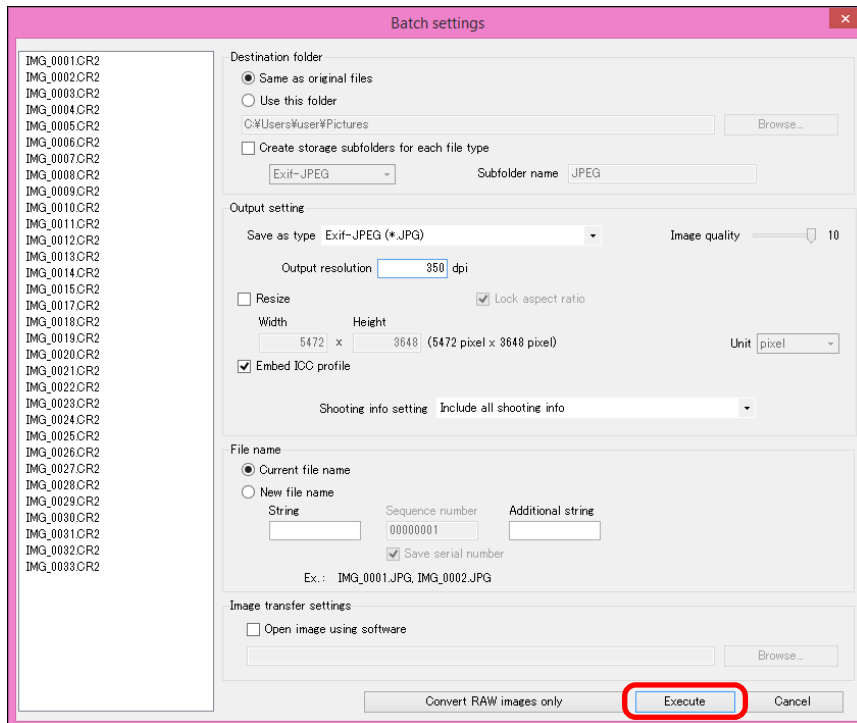 Batch settings
IMG_0001.CR2
IMG_0002.CR2
IMG_0003.CR2
IMG_0004.CR2
IMG_0005.CR2
IMG_0006.CR2
IMG_0007.CR2
IMG_0008.CR2
IMG_0009.CR2
IMG_0010.CR2
IMG_0011.CR2
IMG_0012.CR2
IMG_0013.CR2
IMG_0014.CR2
IMG_0015.CR2
IMG_0017.CR2
IMG_0018.CR2
IMG_0019.CR2
IMG_0020.CR2
IMG_0021.CR2
IMG_0022.CR2
IMG_0023.CR2
IMG_0024.CR2
IMG_0025.CR2
IMG_0026.CR2
IMG_0027.CR2
IMG_0028.CR2
IMG_0029.CR2
IMG_0030.CR2
IMG_0031.CR2
IMG_0032.CR2
IMG_0033.CR2
Destination folder
Same as original files
Use this folder
C:¥Users¥user¥Pictures Browse...
Create storage subfolders for each file type
Exif-JPEG Subfolder name JPEG
Output setting
Save as type Exif-JPEG (*.JPG) Image quality 10
Output resolution 350 dpi
Resize Lock aspect ratio
Width Height
5472 x 3648 (5472 pixel x 3648 pixel) Unit pixel
Embed ICC profile
Shooting info setting Include all shooting info
File name
Current file name
New file name
String Sequence number Additional string
00000001
Save serial number
Ex.: IMG_0001.JPG, IMG_0002.JPG
Image transfer settings
Open image using software
Browse...
Convert RAW images only Execute Cancel